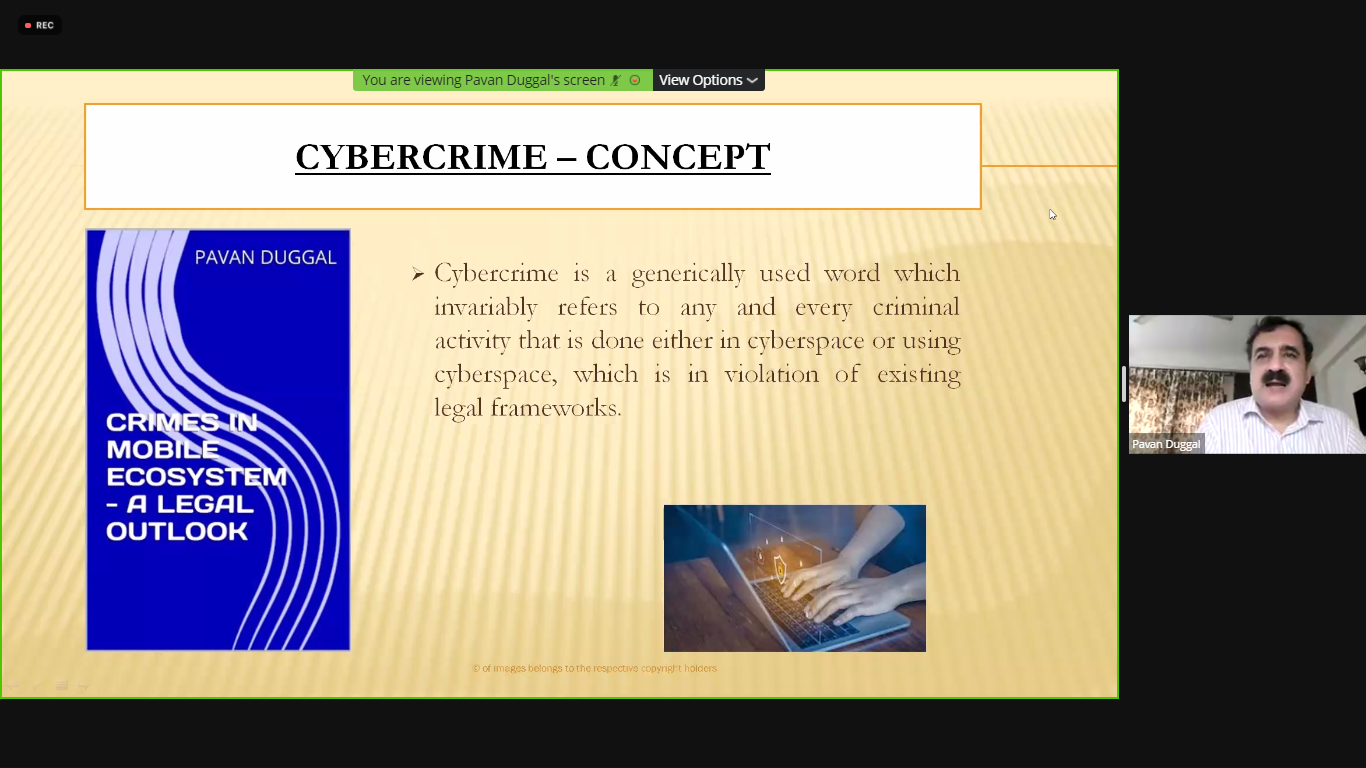 REC
You are viewing Pavan Duggal's screen
View Options
CYBERCRIME – CONCEPT
PAVAN DUGGAL
CRIMES IN
MOBILE
ECOSYSTEM
- A LEGAL
OUTLOOK
➢ Cybercrime is a generically used word which
invariably refers to any and every criminal
activity that is done either in cyberspace or using
cyberspace, which is in violation of existing
legal frameworks.
© of images belongs to the respective copyright holders
Pavan Duggal